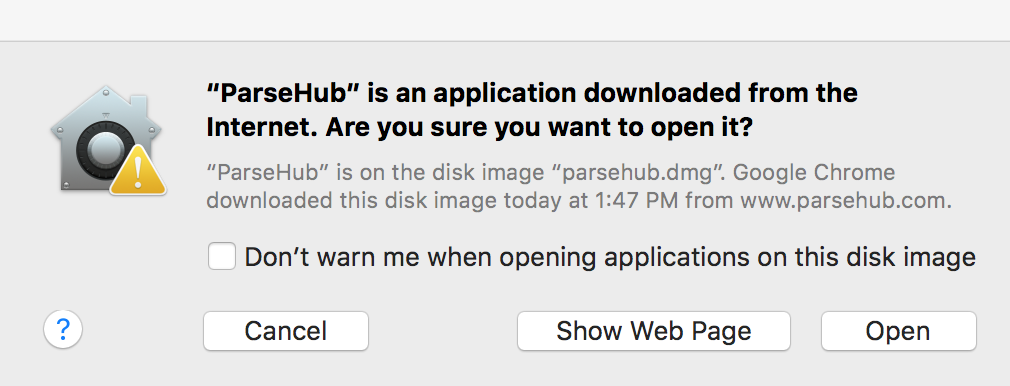 “ParseHub” is an application downloaded from the
Internet. Are you sure you want to open it?
“ParseHub” is on the disk image “parsehub.dmg”. Google Chrome
downloaded this disk image today at 1:47 PM from www.parsehub.com.
Don’t warn me when opening applications on this disk image
? Cancel Show Web Page Open